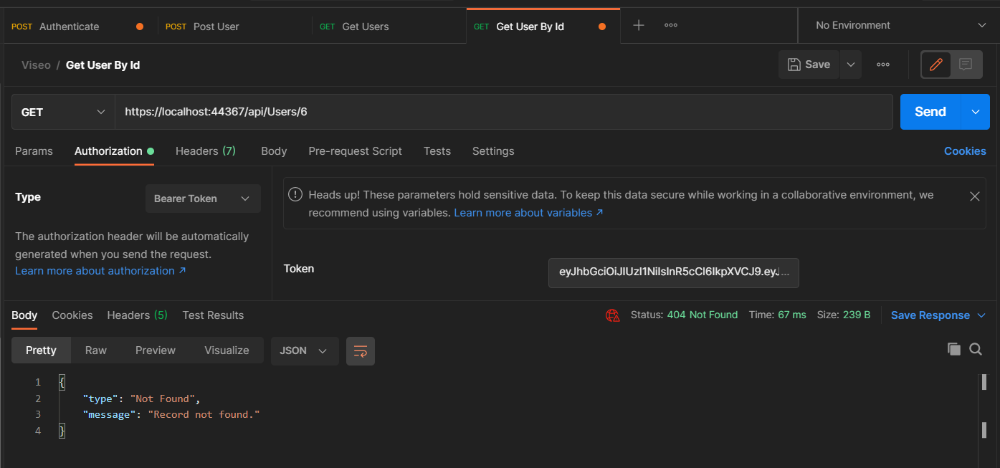 POST Authenticate POST Post User GET Get Users GET Get User By Id No Environment
Viseo / Get User By Id Save
GET https://localhost:44367/api/Users/6 Send
Params Authorization Headers (7) Body Pre-request Script Tests Settings Cookies
Type Bearer Token
The authorization header will be automatically
generated when you send the request.
Learn more about authorization ↗
Heads up! These parameters hold sensitive data. To keep this data secure while working in a collaborative environment, we
recommend using variables. Learn more about variables ↗
Token eyJhbGciOiJIUzI1NiIsInR5cCI6IkpXVCJ9.eyJ...
Body Cookies Headers (5) Test Results Status: 404 Not Found Time: 67 ms Size: 239 B Save Response
Pretty Raw Preview Visualize JSON
1 {
2 "type": "Not Found",
3 "message": "Record not found."
4 }